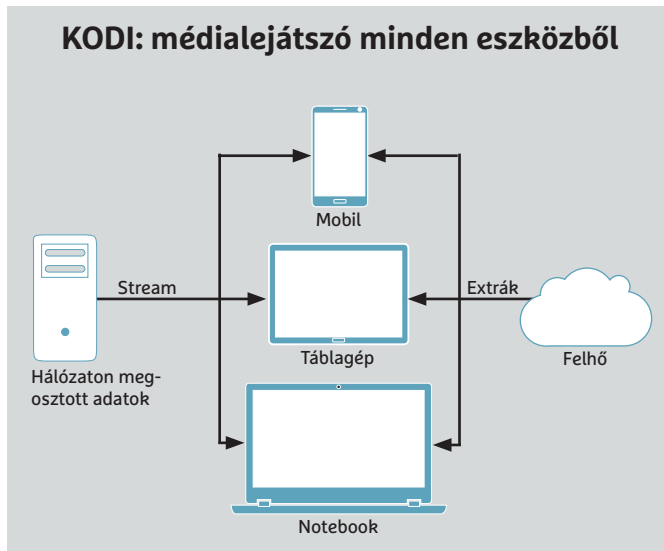 KODI: médialejátszó minden eszközből
Mobil
Stream
Extrák
Táblagép
Felhő
Hálózaton meg-
osztott adatok
Notebook